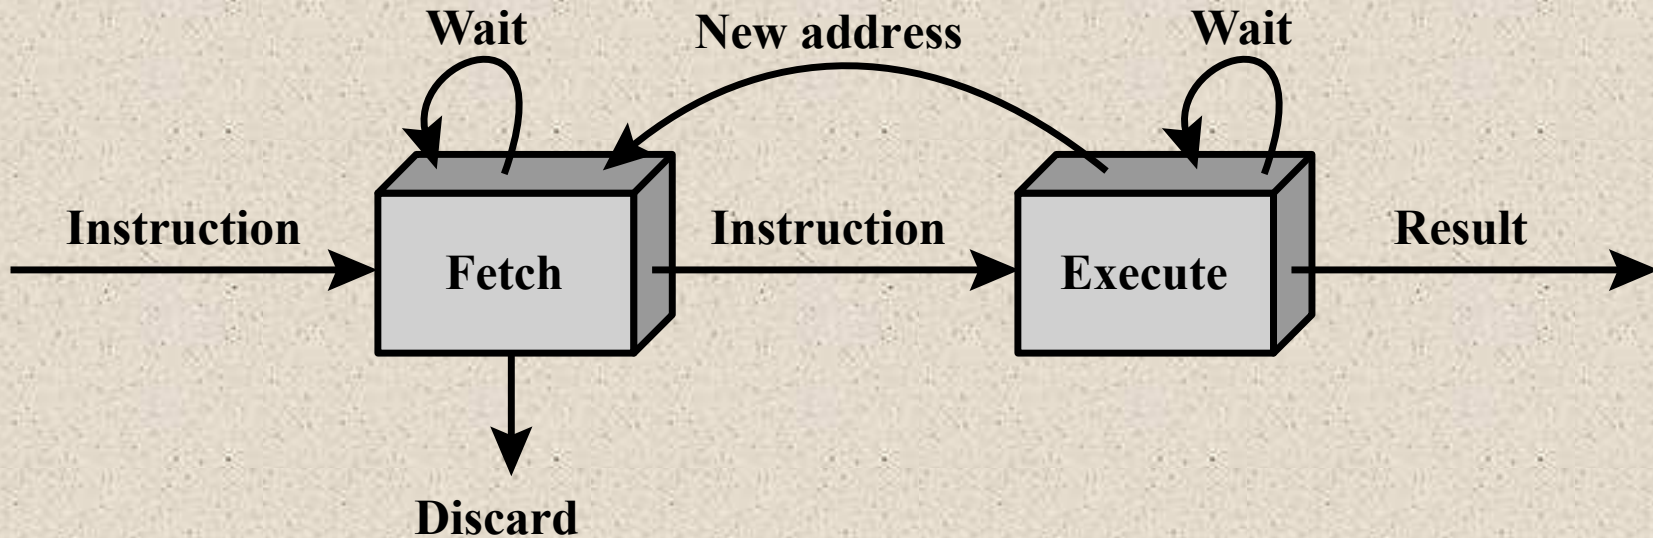 Wait
New address
Wait
Instruction
Instruction
Result
Fetch
Execute
Discard